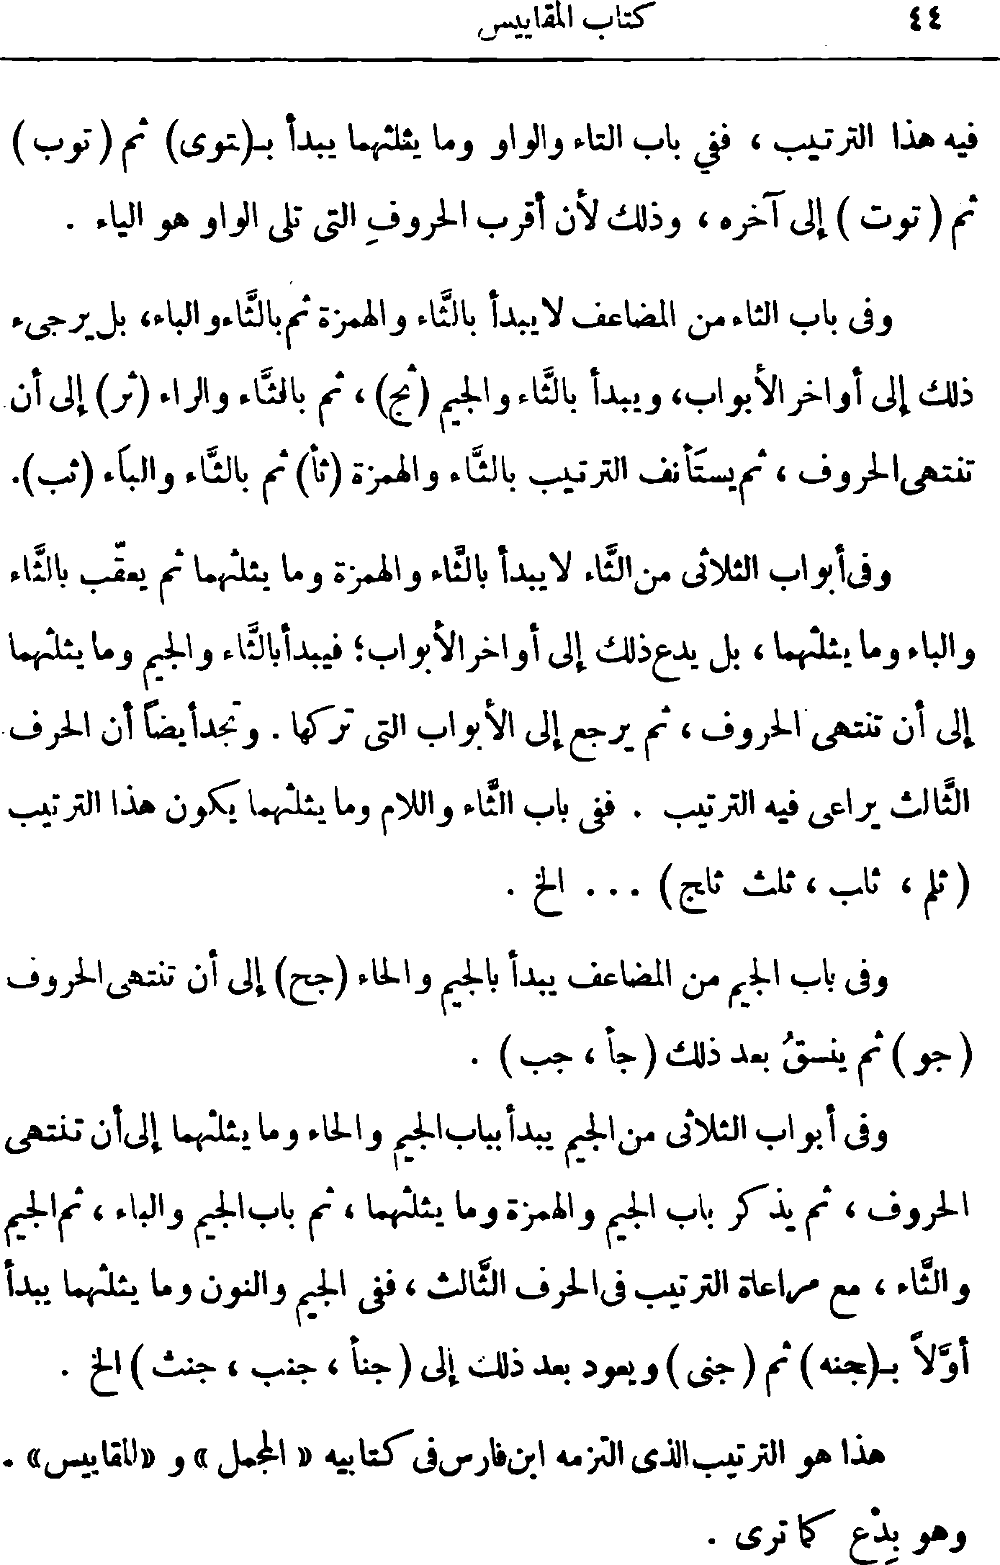 ٤٤ كتاب المقاييس
فيه هذا الترتيب ، ففي باب التاء والواو وما يثلثهما يبدأ بـ(توى) ثم ( توب )
ثم ( توت ) إلى آخره ، وذلك لأن أقرب الحروفِ التى تلى الواو هو الياء .
وفى باب الثاء من المضاعف لا يبدأ بالثَّاء والهمزة ثم بالثَّاء والباء، بل يرجىء
ذلك إلى أواخر الأبواب، ويبدأ بالثَّاء والجيم (ثج) ، ثم بالثَّاء والراء (ثر) إلى أن
تنتهى الحروف ، ثم يستَأنف الترتيب بالثَّاء والهمزة (ثأ) ثم بالثَّاء والباء (ثب).
وفى أبواب الثلاثى من الثَّاء لا يبدأ بالثَّاء والهمزة وما يثلثهما ثم يعقّب بالثَّاء
والباء وما يثلثهما ، بل يدع ذلك إلى أواخر الأبواب؛ فيبدأ بالثَّاء والجيم وما يثلثهما
إلى أن تنتهى الحروف ، ثم يرجع إلى الأبواب التى تركها . وتجد أيضاً أن الحرف
الثَّالث يراعى فيه الترتيب . ففى باب الثَّاء واللام وما يثلثهما يكون هذا الترتيب
( ثلم ، ثلب ، ثلث ثلج ) ... الخ .
وفى باب الجيم من المضاعف يبدأ بالجيم والحاء (جح) إلى أن تنتهى الحروف
( جو ) ثم ينسقُ بعد ذلك ( جأ ، جب ) .
وفى أبواب الثلاثى من الجيم يبدأ بباب الجيم والحاء وما يثلثهما إلى أن تنتهى
الحروف ، ثم يذكر باب الجيم والهمزة وما يثلثهما ، ثم باب الجيم والباء ، ثم الجيم
والثَّاء ، مع مراعاة الترتيب فى الحرف الثَّالث ، ففى الجيم والنون وما يثلثهما يبدأ
أوَّلاً بـ(جنه ) ثم ( جنى ) ويعود بعد ذلك إلى ( جنأ ، جنب ، جنث ) الخ .
هذا هو الترتيب الذى التزمه ابن فارس فى كتابيه « المجمل » و « المقاييس » .
وهو بِدْع كما ترى .